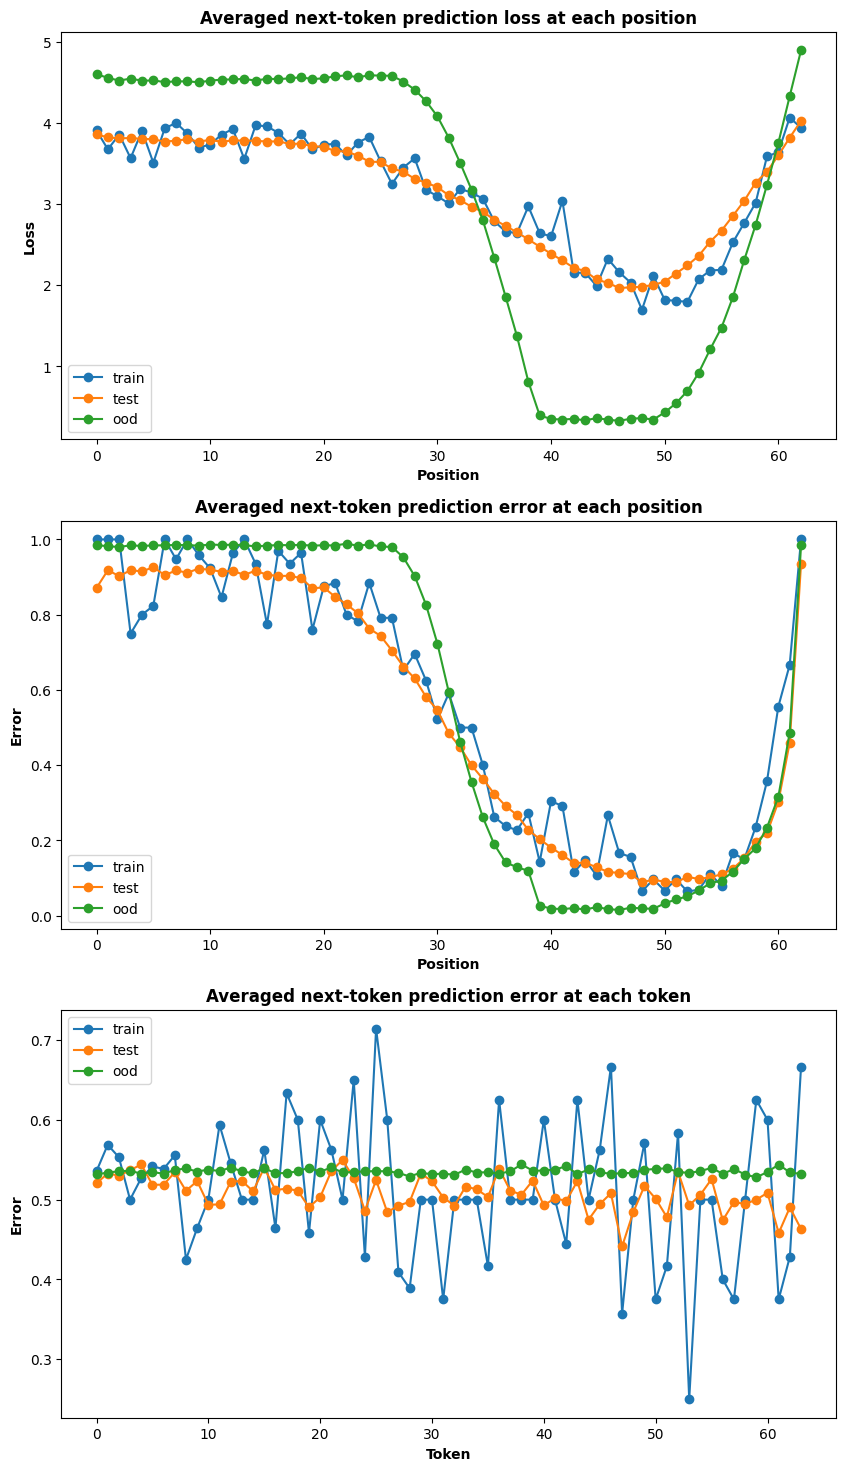 Averaged next-token prediction loss at each position
5
4
3
2
1
Loss
train
test
ood
0 10 20 30 40 50 60
Position
Averaged next-token prediction error at each position
1.0
0.8
0.6
0.4
0.2
0.0
Error
train
test
ood
0 10 20 30 40 50 60
Position
Averaged next-token prediction error at each token
train
test
ood
0.7
0.6
0.5
0.4
0.3
Error
0 10 20 30 40 50 60
Token